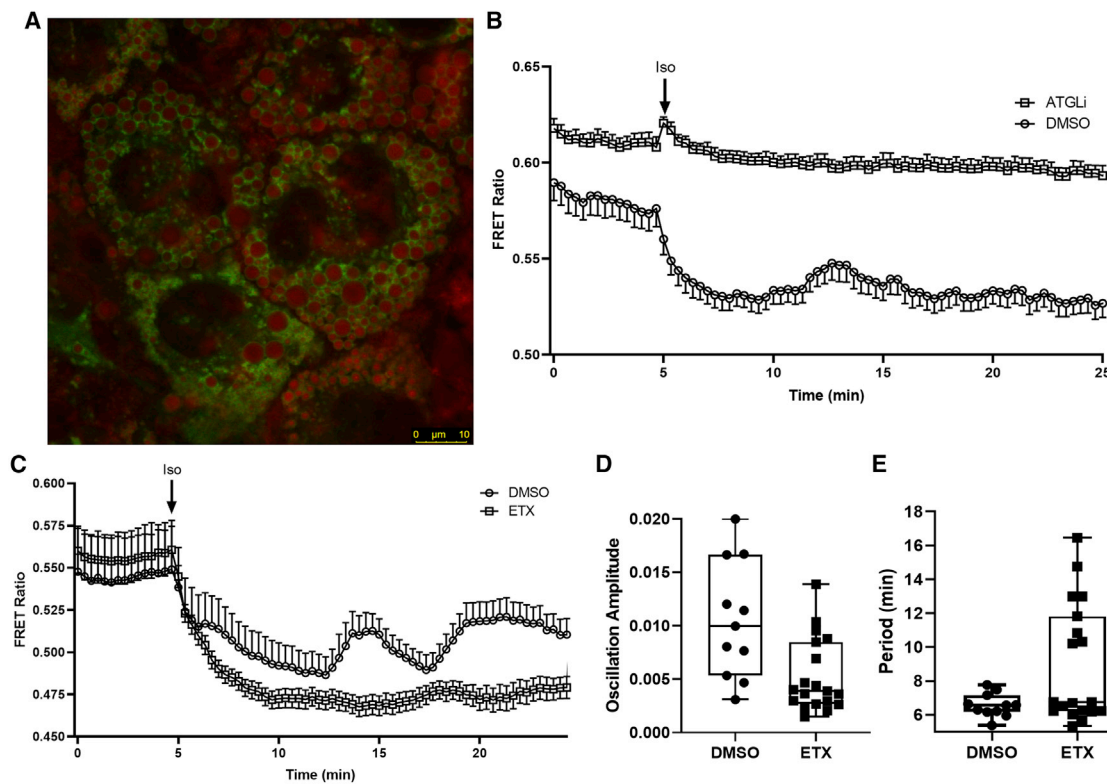 A
0 µm 10
B
Iso
ATGLi
DMSO
0.65
0.60
0.55
0.50
FRET Ratio
0 5 10 15 20 25
Time (min)
C
Iso
DMSO
ETX
0.600
0.575
0.550
0.525
0.500
0.475
0.450
FRET Ratio
0 5 10 15 20
Time (min)
D
0.020
0.015
0.010
0.005
0.000
Oscillation Amplitude
DMSO ETX
E
18
16
14
12
10
8
6
Period (min)
DMSO ETX